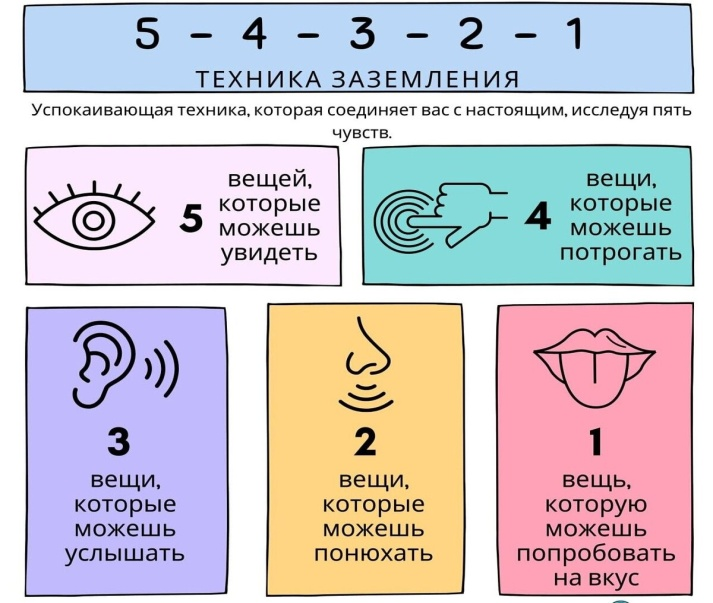 5 – 4 – 3 – 2 – 1
ТЕХНИКА ЗАЗЕМЛЕНИЯ
Успокаивающая техника, которая соединяет вас с настоящим, исследуя пять
чувств.
5
вещей,
которые
можешь
увидеть
4
вещи,
которые
можешь
потрогать
3
вещи,
которые
можешь
услышать
2
вещи,
которые
можешь
понюхать
1
вещь,
которую
можешь
попробовать
на вкус